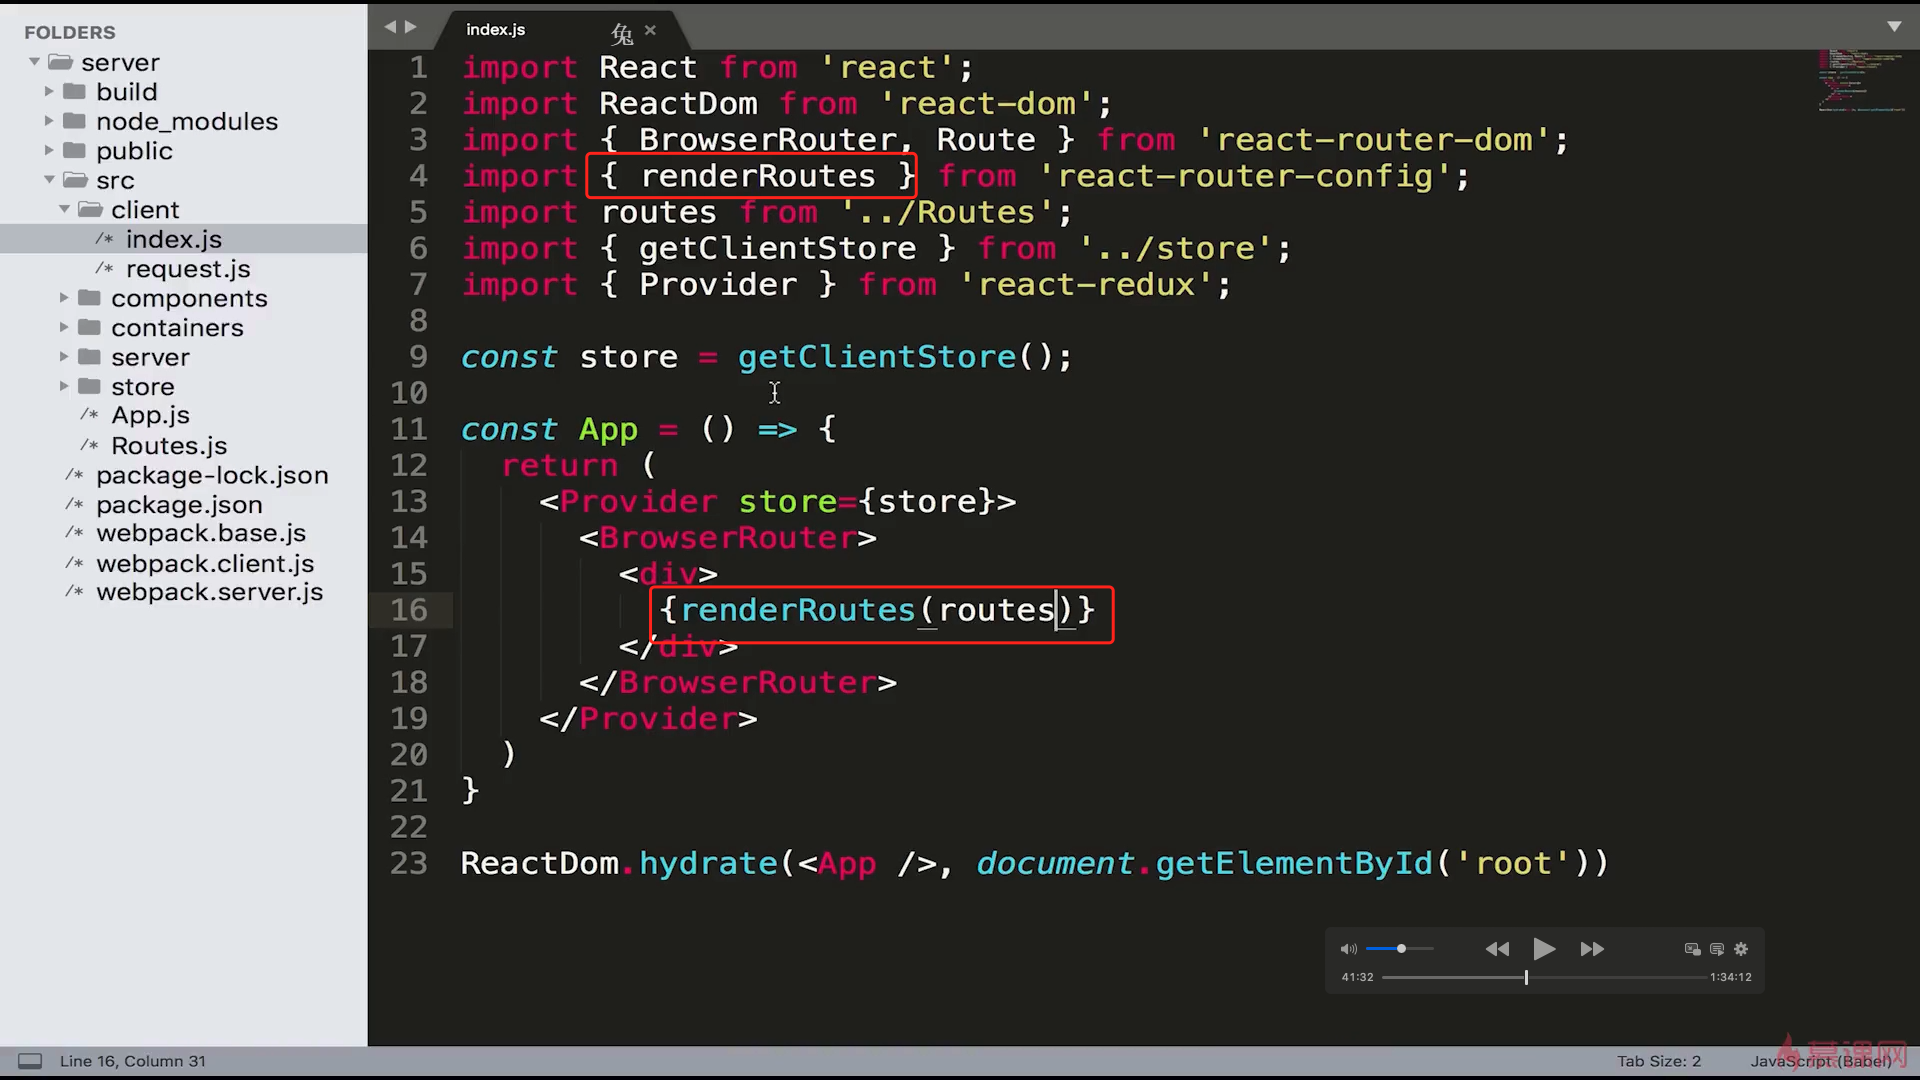 FOLDERS
server
build
node_modules
public
src
client
/* index.js
/* request.js
components
containers
server
store
/* App.js
/* Routes.js
/* package-lock.json
/* package.json
/* webpack.base.js
/* webpack.client.js
/* webpack.server.js
index.js
兔
1 import React from 'react';
2 import ReactDom from 'react-dom';
3 import { BrowserRouter, Route } from 'react-router-dom';
4 import { renderRoutes } from 'react-router-config';
5 import routes from '../Routes';
6 import { getClientStore } from '../store';
7 import { Provider } from 'react-redux';
8
9 const store = getClientStore();
10
11 const App = () => {
12 return (
13 <Provider store={store}>
14 <BrowserRouter>
15 <div>
16 {renderRoutes(routes)}
17 </div>
18 </BrowserRouter>
19 </Provider>
20 )
21 }
22
23 ReactDom.hydrate(<App />, document.getElementById('root'))
41:32
1:34:12
Line 16, Column 31
Tab Size: 2
JavaScript (Babel)
慕课网